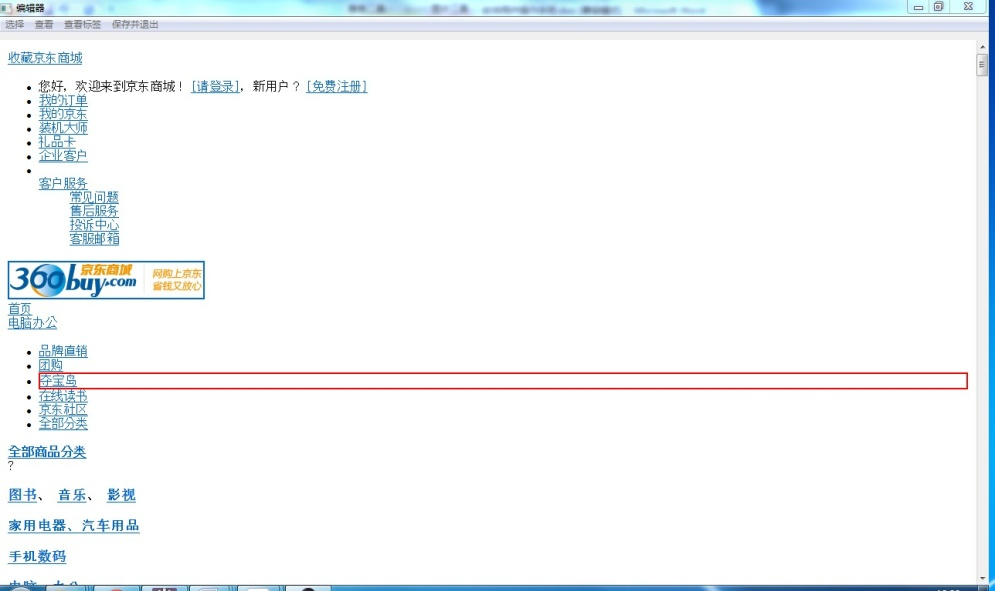 编辑器
选择 查看 查看标签 保存并退出
收藏京东商城
您好，欢迎来到京东商城！ [请登录]，新用户？ [免费注册]
我的订单
我的京东
装机大师
礼品卡
企业客户
客户服务
常见问题
售后服务
投诉中心
客服邮箱
360buy.com 京东商城 网购上京东
省钱又放心
首页
电脑办公
品牌直销
团购
夺宝岛
在线读书
京东社区
全部分类
全部商品分类
?
图书、 音乐、 影视
家用电器、汽车用品
手机数码